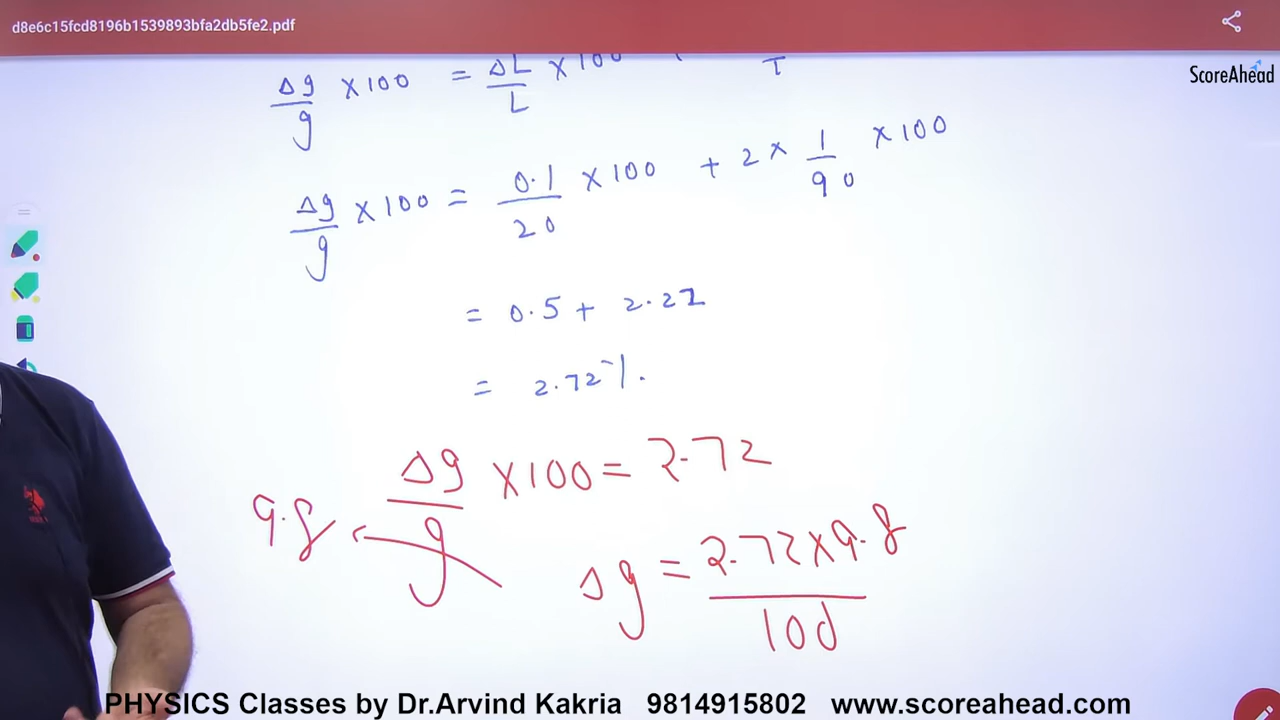 d8e6c15fcd8196b1539893bfa2db5fe2.pdf
ScoreAhead
Δg/g × 100 = ΔL/L × 100 T
Δg/g × 100 = 0.1/20 × 100 + 2 × 1/90 × 100
= 0.5 + 2.22
= 2.72 %.
Δg/g × 100 = 2.72
9.8
Δg = 2.72 × 9.8/100
PHYSICS Classes by Dr.Arvind Kakria 9814915802 www.scoreahead.com